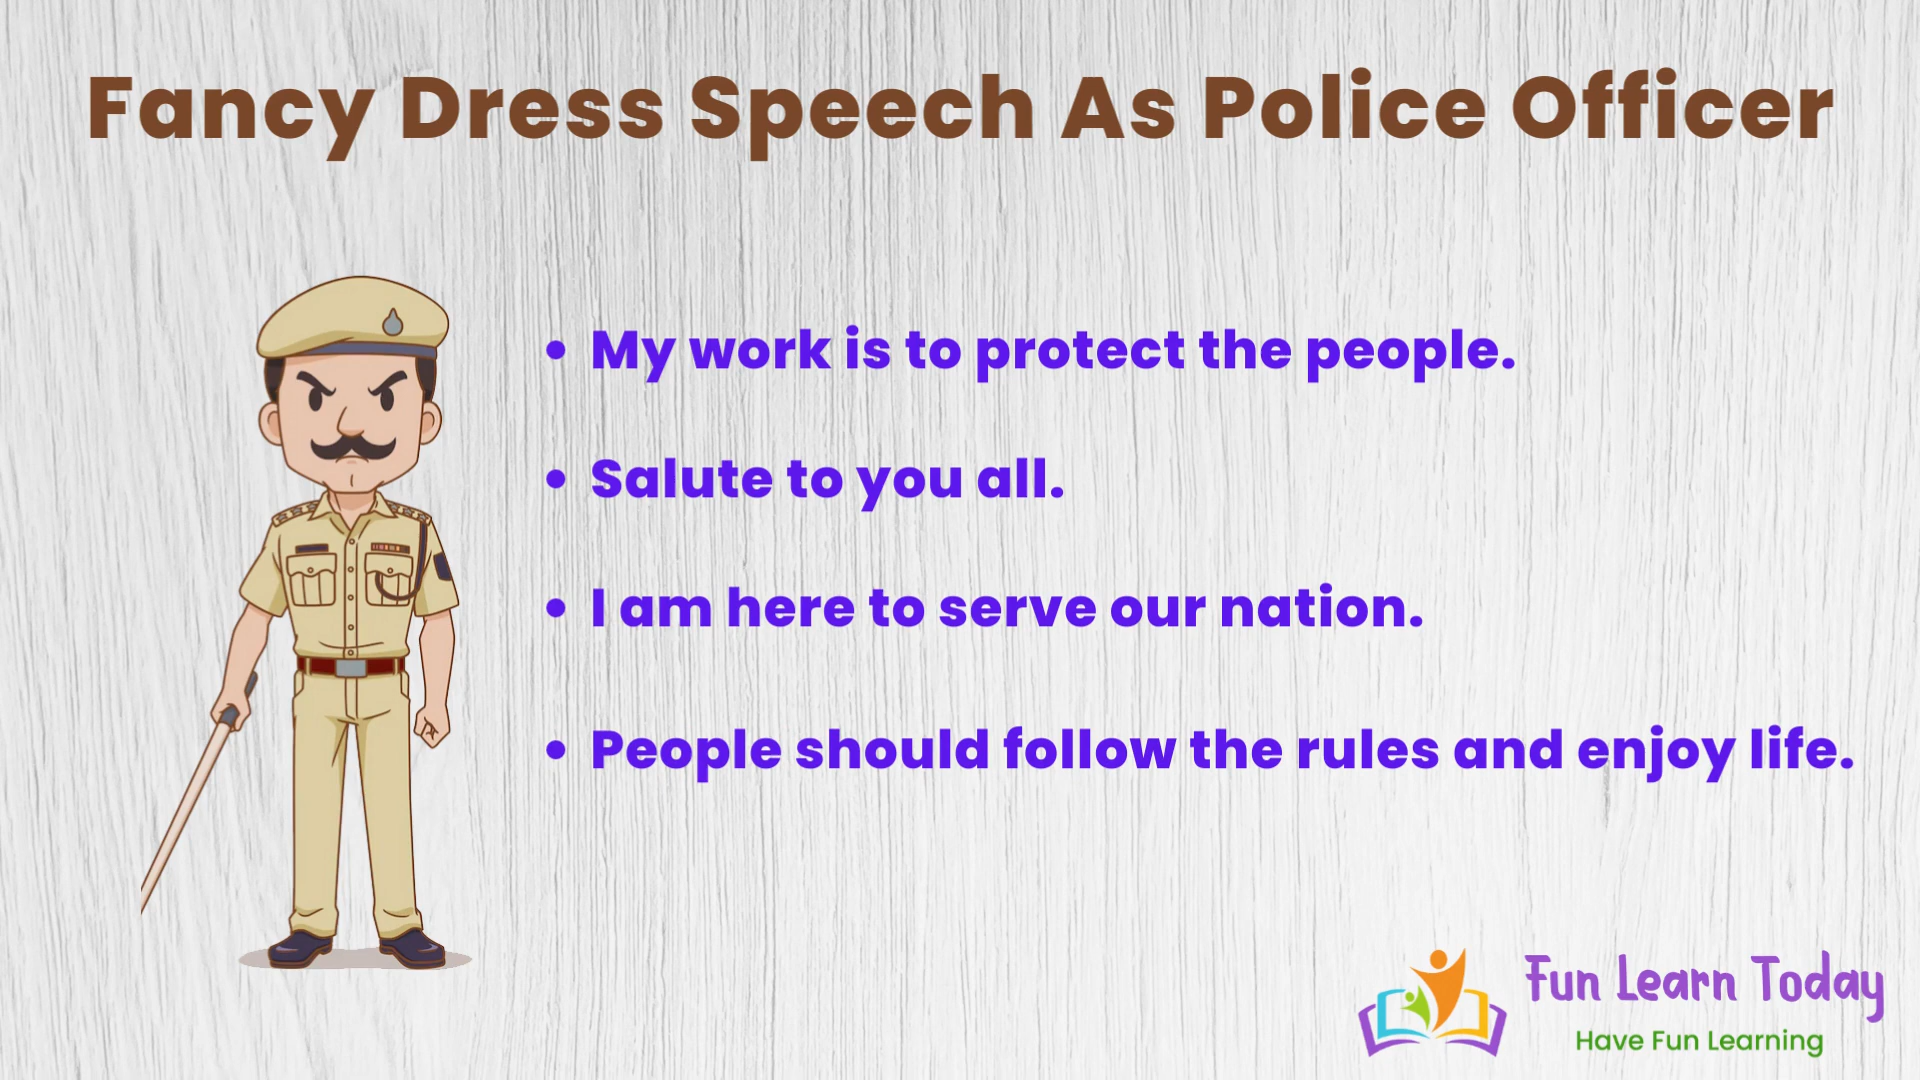 Fancy Dress Speech As Police Officer
• My work is to protect the people.
• Salute to you all.
• I am here to serve our nation.
• People should follow the rules and enjoy life.
Fun Learn Today
Have Fun Learning